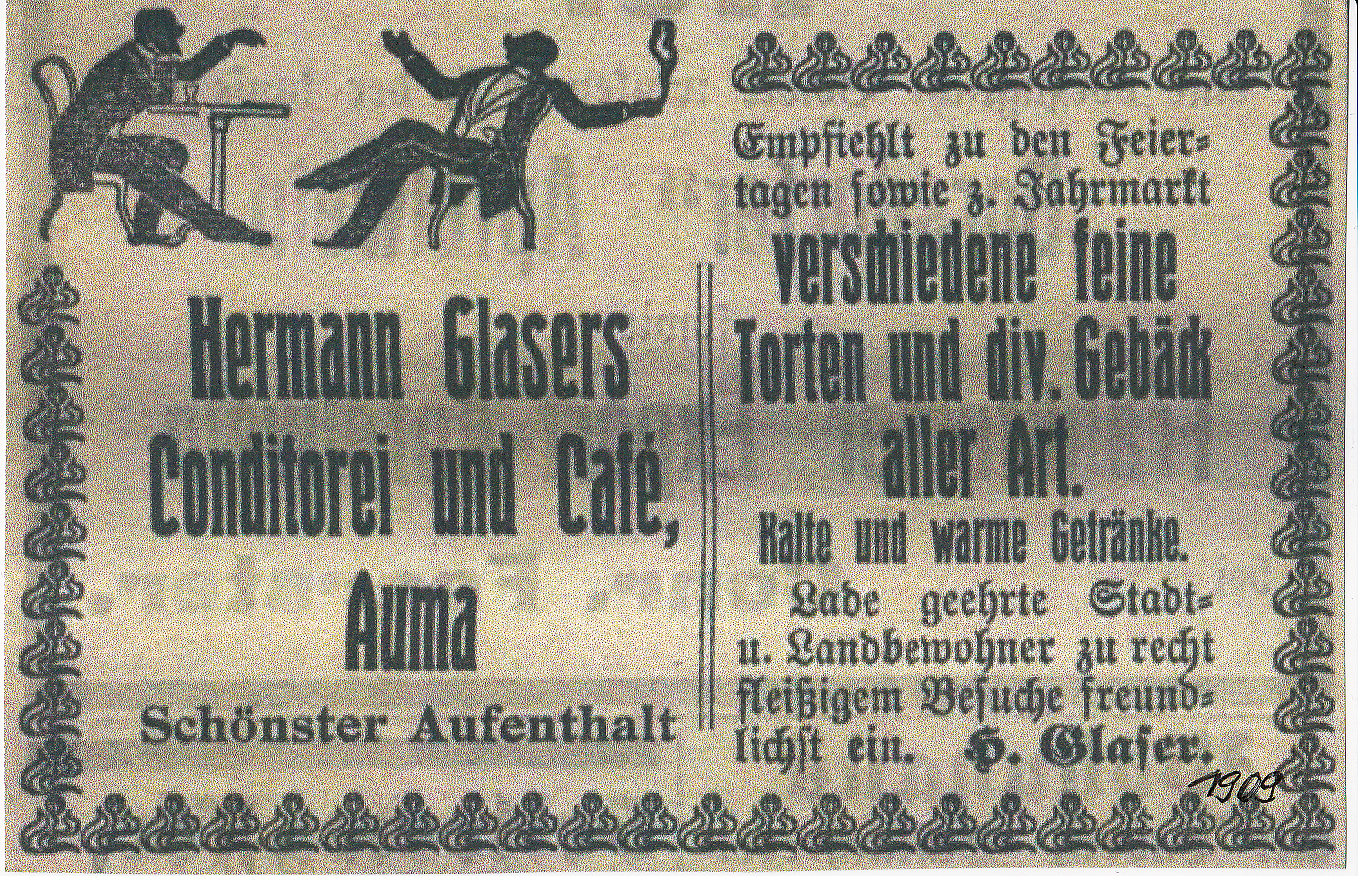 Hermann Glasers
Conditorei und Café,
Auma
Schönster Aufenthalt
Empfiehlt zu den Feier-
tagen sowie z. Jahrmarkt
verschiedene feine
Torten und div. Gebäck
aller Art.
Kalte und warme Getränke.
Lade geehrte Stadt-
u. Landbewohner zu recht
fleißigem Besuche freund-
lichst ein. H. Glaser.
1909